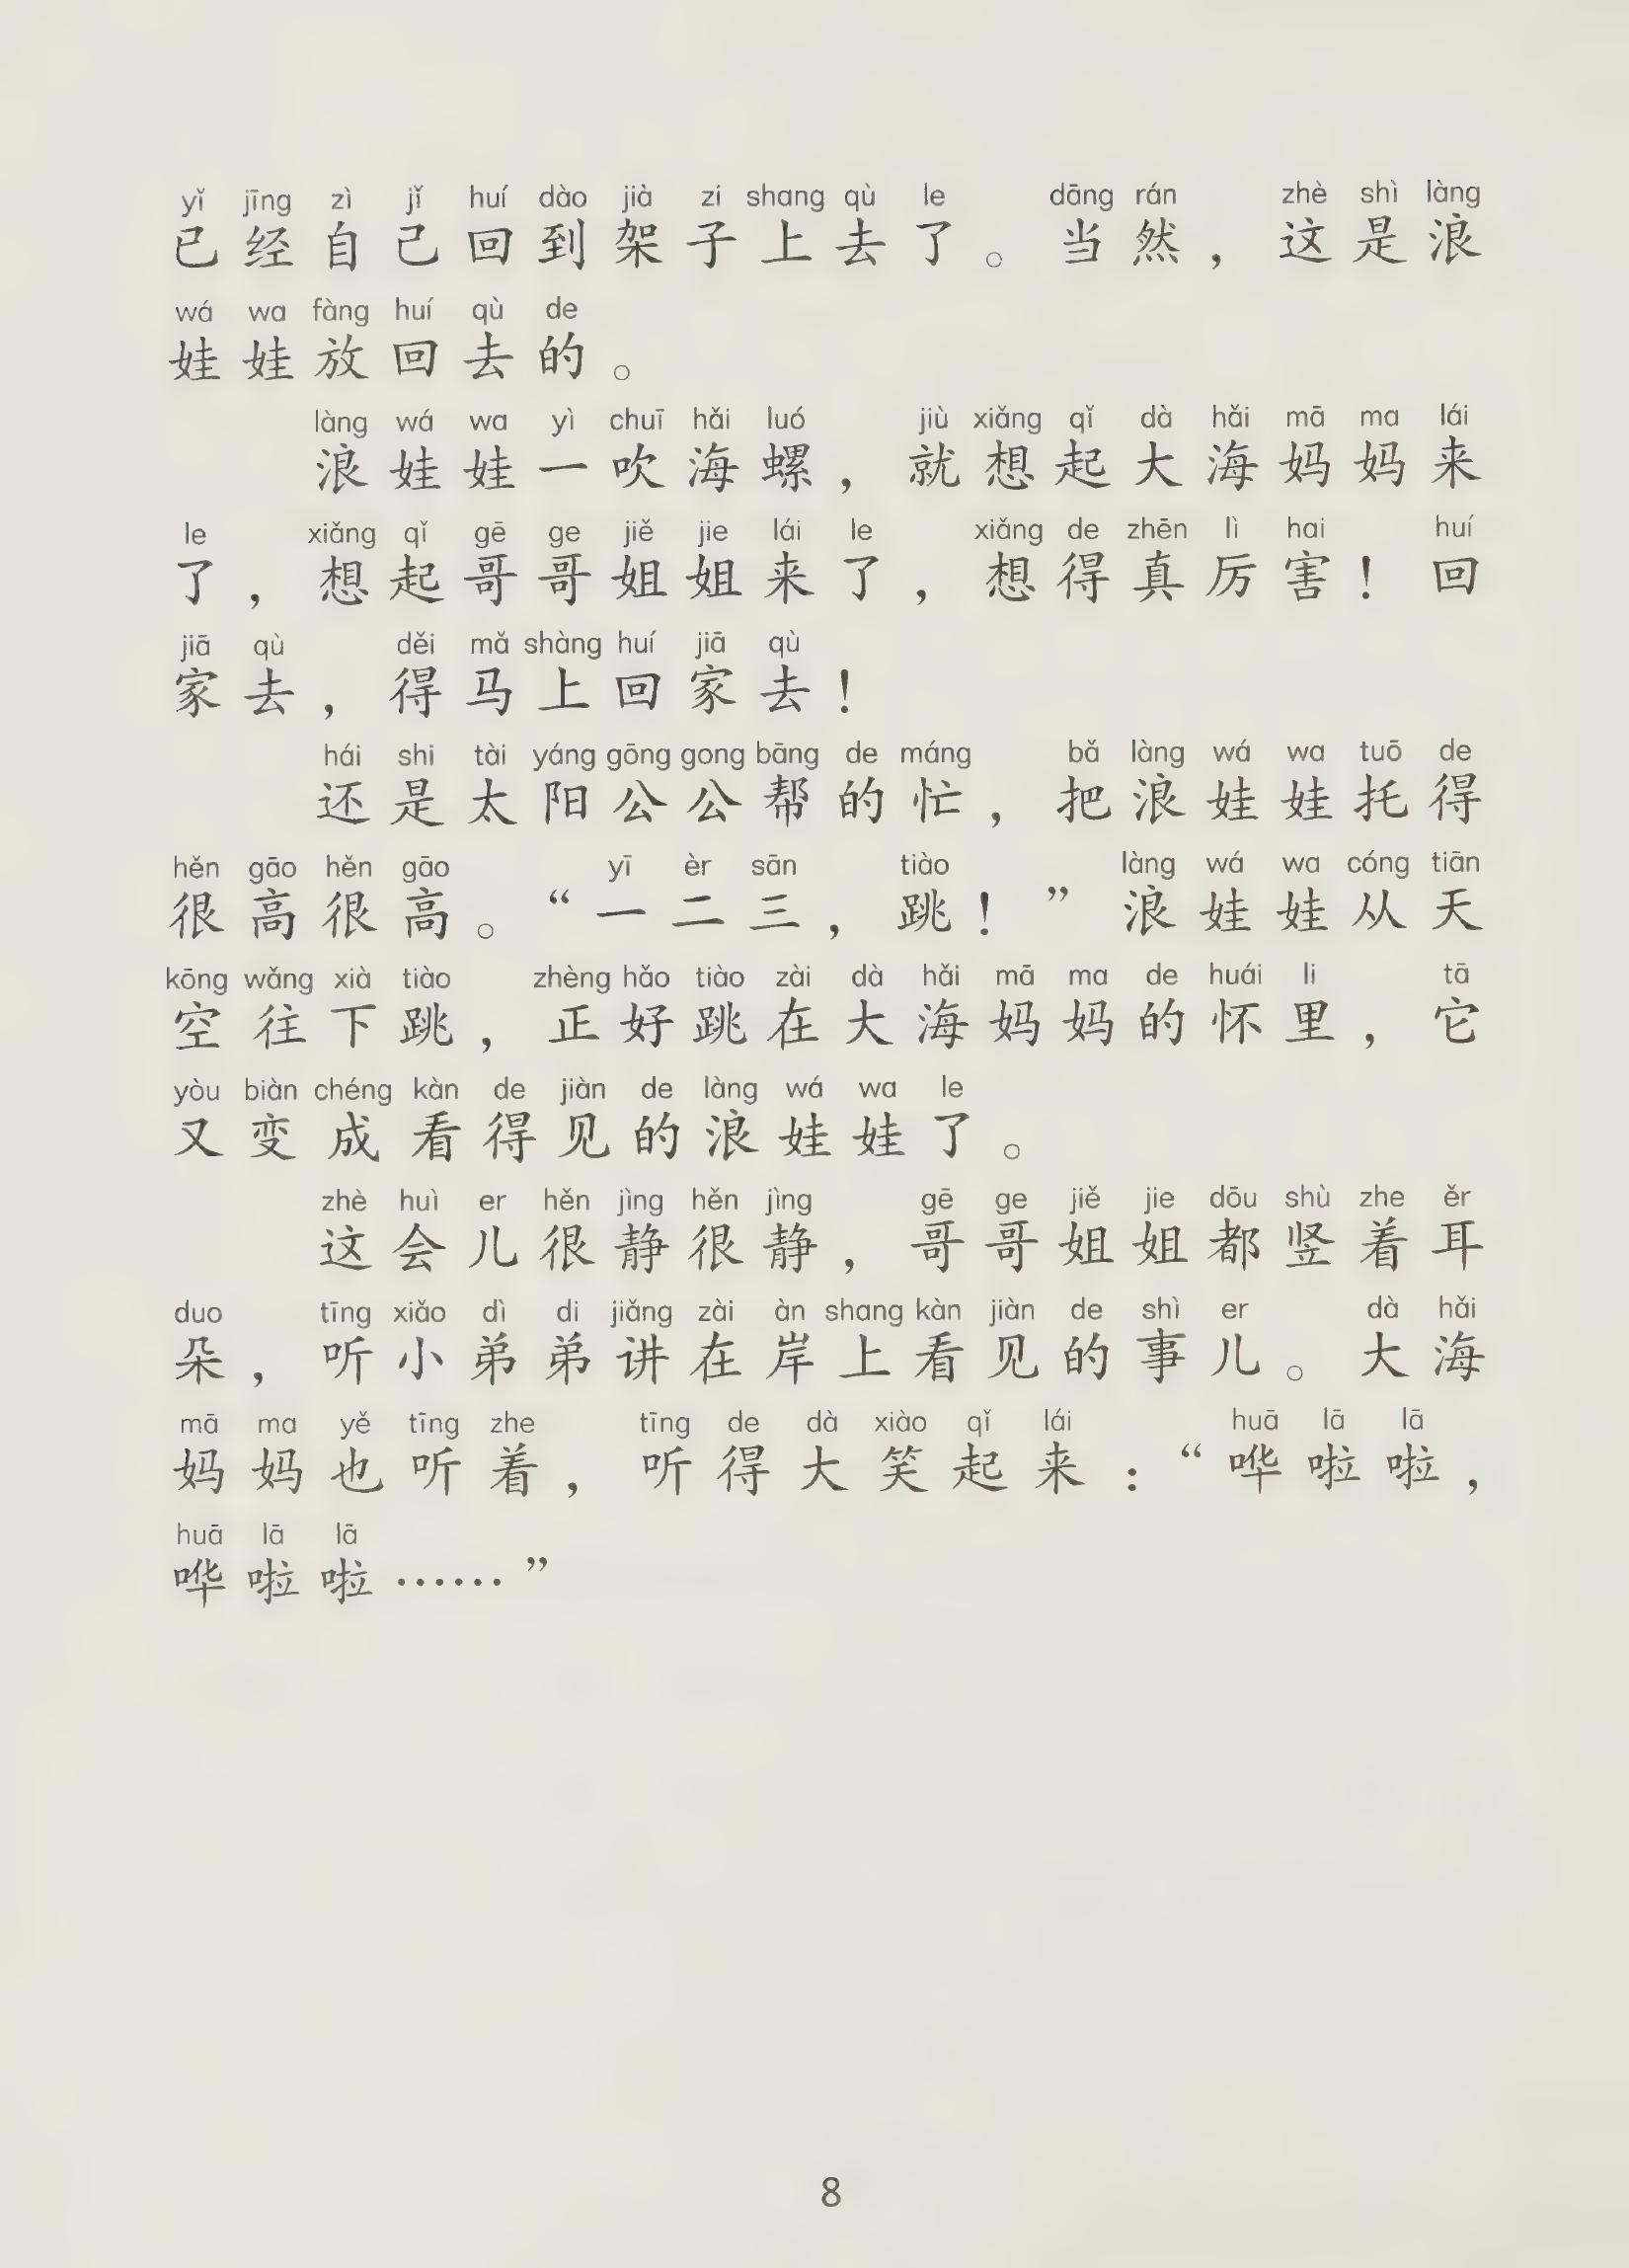 yǐ jīng zì jǐ huí dào jià zi shang qù le dāng rán zhè shì làng
已经自己回到架子上去了。当然，这是浪
wá wa fàng huí qù de
娃娃放回去的。
làng wá wa yì chuī hǎi luó jiù xiǎng qǐ dà hǎi mā ma lái
浪娃娃一吹海螺，就想起大海妈妈来
le xiǎng qǐ gē ge jiě jie lái le xiǎng de zhēn lì hai huí
了，想起哥哥姐姐来了，想得真厉害！回
jiā qù děi mǎ shàng huí jiā qù
家去，得马上回家去！
hái shi tài yáng gōng gong bāng de máng bǎ làng wá wa tuō de
还是太阳公公帮的忙，把浪娃娃托得
hěn gāo hěn gāo yī èr sān tiào làng wá wa cóng tiān
很高很高。“一二三，跳！”浪娃娃从天
kōng wǎng xià tiào zhèng hǎo tiào zài dà hǎi mā ma de huái li tā
空往下跳，正好跳在大海妈妈的怀里，它
yòu biàn chéng kàn de jiàn de làng wá wa le
又变成看得见的浪娃娃了。
zhè huì er hěn jìng hěn jìng gē ge jiě jie dōu shù zhe ěr
这会儿很静很静，哥哥姐姐都竖着耳
duo tīng xiǎo dì di jiǎng zài àn shang kàn jiàn de shì er dà hǎi
朵，听小弟弟讲在岸上看见的事儿。大海
mā ma yě tīng zhe tīng de dà xiào qǐ lái huā lā lā
妈妈也听着，听得大笑起来：“哗啦啦，
huā lā lā
哗啦啦……”
8